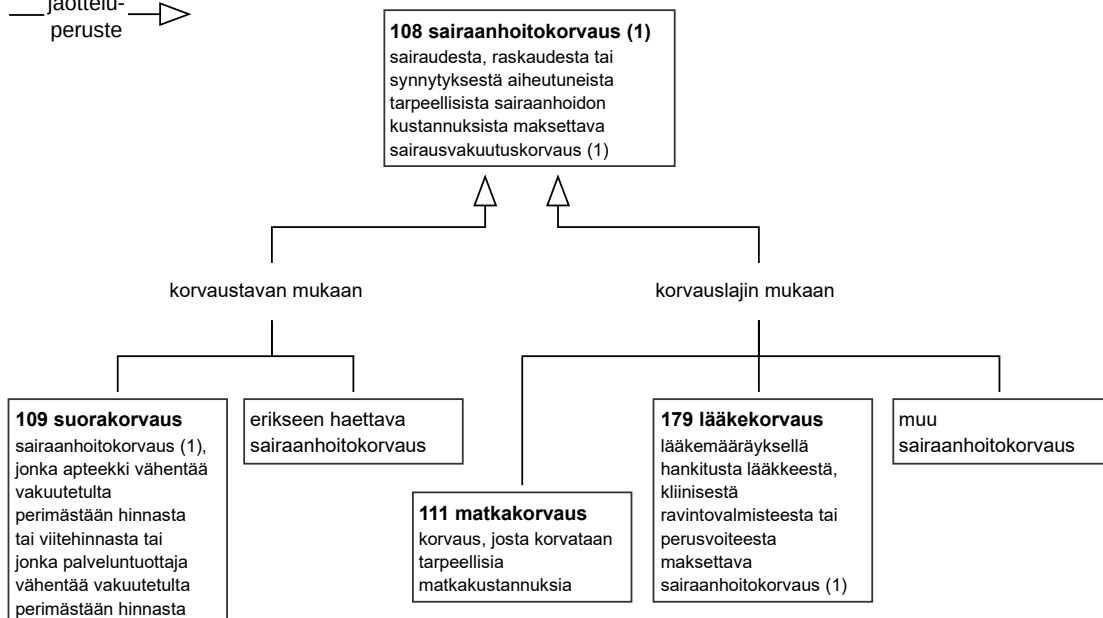 jaottelu-
peruste
108 sairaanhoitokorvaus (1)
sairaudesta, raskaudesta tai
synnytyksestä aiheutuneista
tarpeellisista sairaanhoidon
kustannuksista maksettava
sairausvakuutuskorvaus (1)
korvaustavan mukaan
korvauslajin mukaan
109 suorakorvaus
sairaanhoitokorvaus (1),
jonka apteekki vähentää
vakuutetulta
perimästään hinnasta
tai viitehinnasta tai
jonka palveluntuottaja
vähentää vakuutetulta
perimästään hinnasta
erikseen haettava
sairaanhoitokorvaus
111 matkakorvaus
korvaus, josta korvataan
tarpeellisia
matkakustannuksia
179 lääkekorvaus
lääkemääräyksellä
hankitusta lääkkeestä,
kliinisestä
ravintovalmisteesta tai
perusvoiteesta
maksettava
sairaanhoitokorvaus (1)
muu
sairaanhoitokorvaus